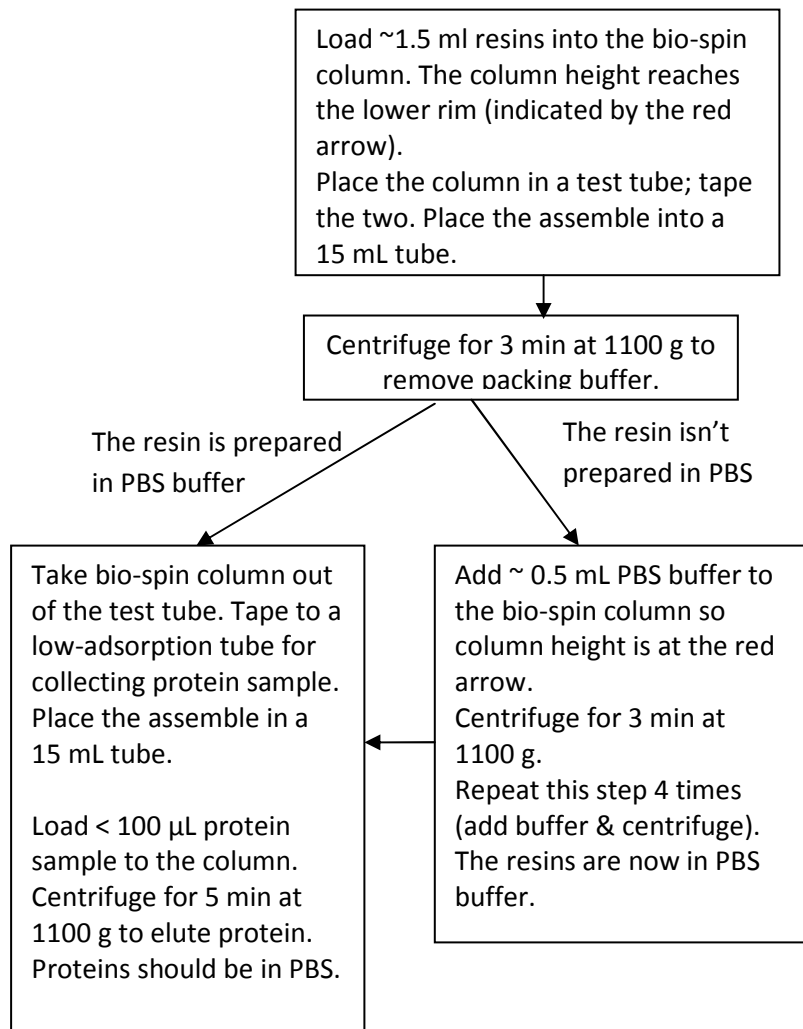 Load ~1.5 ml resins into the bio-spin
column. The column height reaches
the lower rim (indicated by the red
arrow).
Place the column in a test tube; tape
the two. Place the assemble into a
15 mL tube.
Centrifuge for 3 min at 1100 g to
remove packing buffer.
The resin is prepared
in PBS buffer
The resin isn’t
prepared in PBS
Take bio-spin column out
of the test tube. Tape to a
low-adsorption tube for
collecting protein sample.
Place the assemble in a
15 mL tube.
Load < 100 µL protein
sample to the column.
Centrifuge for 5 min at
1100 g to elute protein.
Proteins should be in PBS.
Add ~ 0.5 mL PBS buffer to
the bio-spin column so
column height is at the red
arrow.
Centrifuge for 3 min at
1100 g.
Repeat this step 4 times
(add buffer & centrifuge).
The resins are now in PBS
buffer.